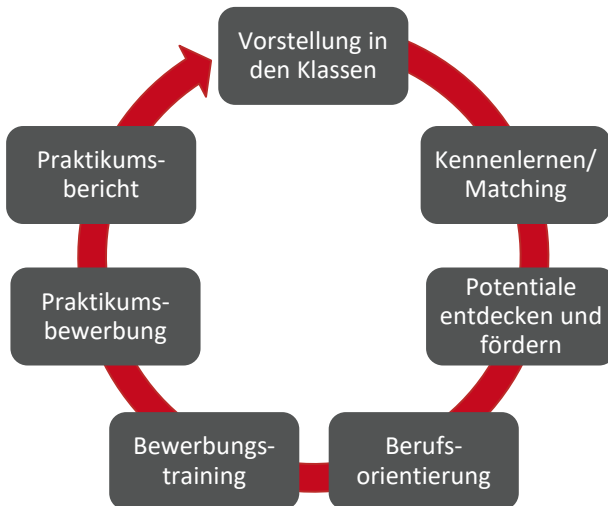 Vorstellung in
den Klassen
Kennenlernen/
Matching
Potentiale
entdecken und
fördern
Berufs-
orientierung
Bewerbungs-
training
Praktikums-
bewerbung
Praktikums-
bericht